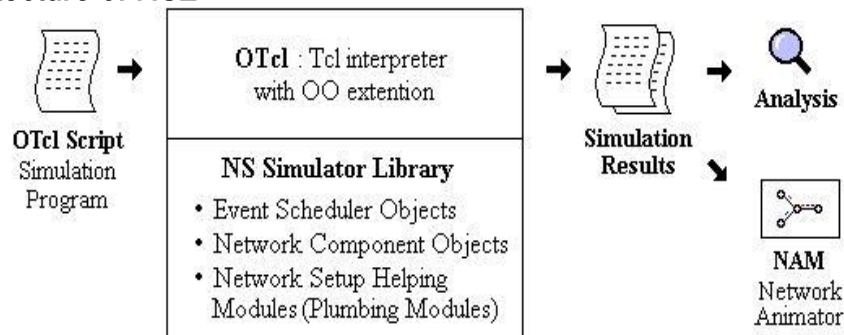 OTcl : Tcl interpreter
with OO extention
OTcl Script
Simulation
Program
NS Simulator Library
• Event Scheduler Objects
• Network Component Objects
• Network Setup Helping
Modules (Plumbing Modules)
Simulation
Results
Analysis
NAM
Network
Animator